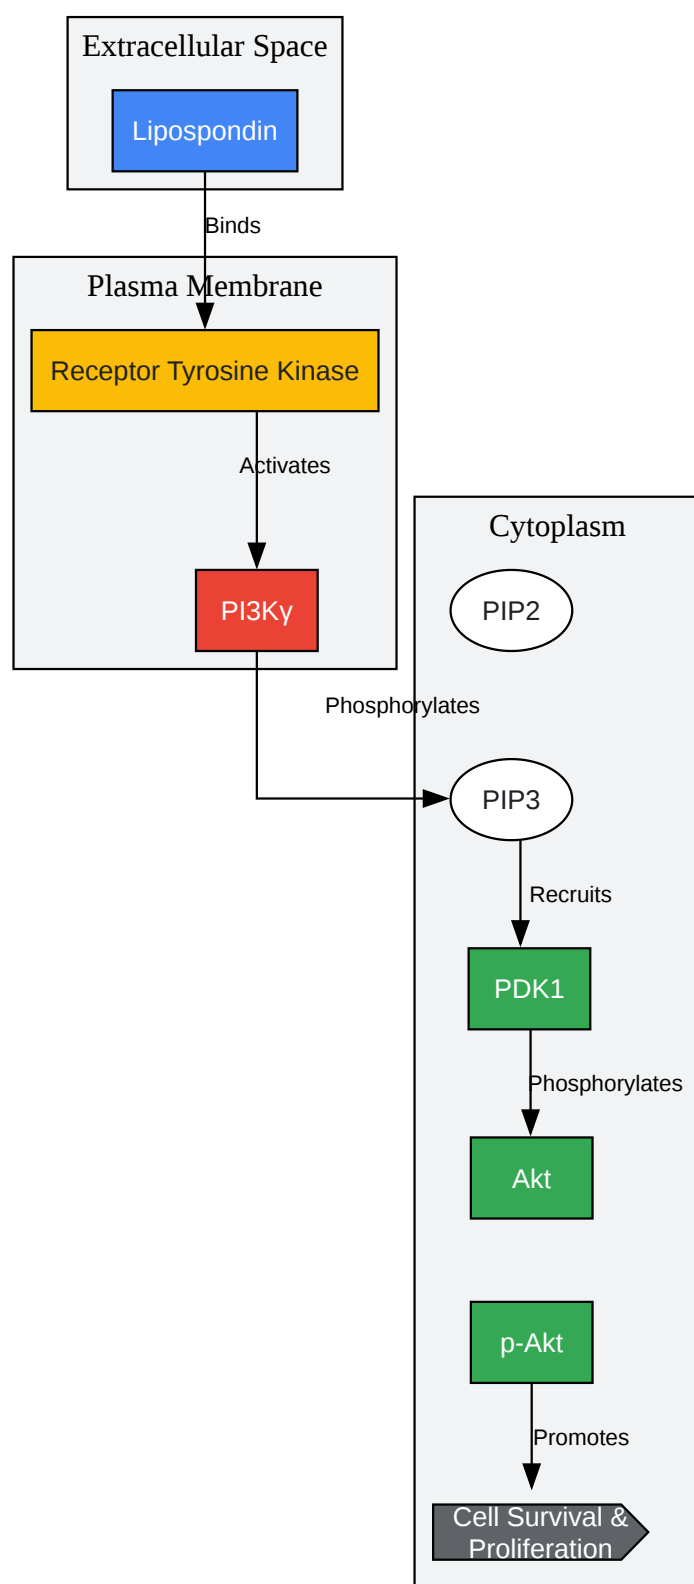 Extracellular Space
Lipospondin
Binds
Plasma Membrane
Receptor Tyrosine Kinase
Activates
Cytoplasm
PI3Kγ
PIP2
Phosphorylates
PIP3
Recruits
PDK1
Phosphorylates
Akt
p-Akt
Promotes
Cell Survival &
Proliferation